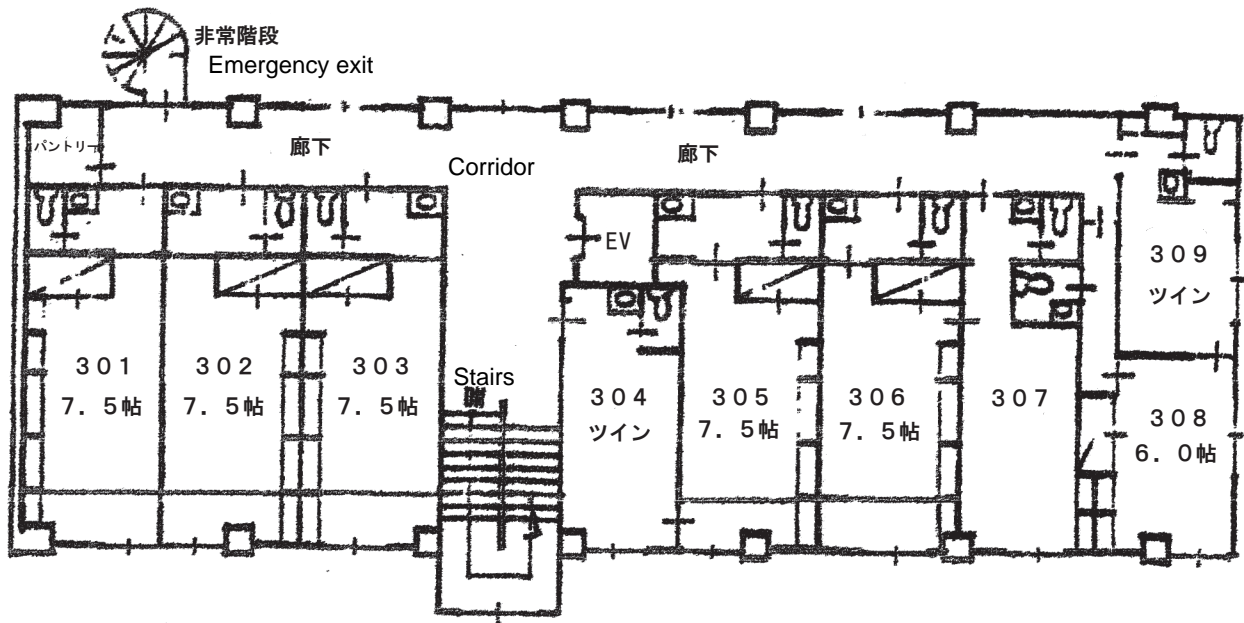 非常階段
Emergency exit
パントリー
廊下
Corridor
廊下
EV
309
ツイン
301
7.5帖
302
7.5帖
303
7.5帖
Stairs
304
ツイン
305
7.5帖
306
7.5帖
307
308
6.0帖